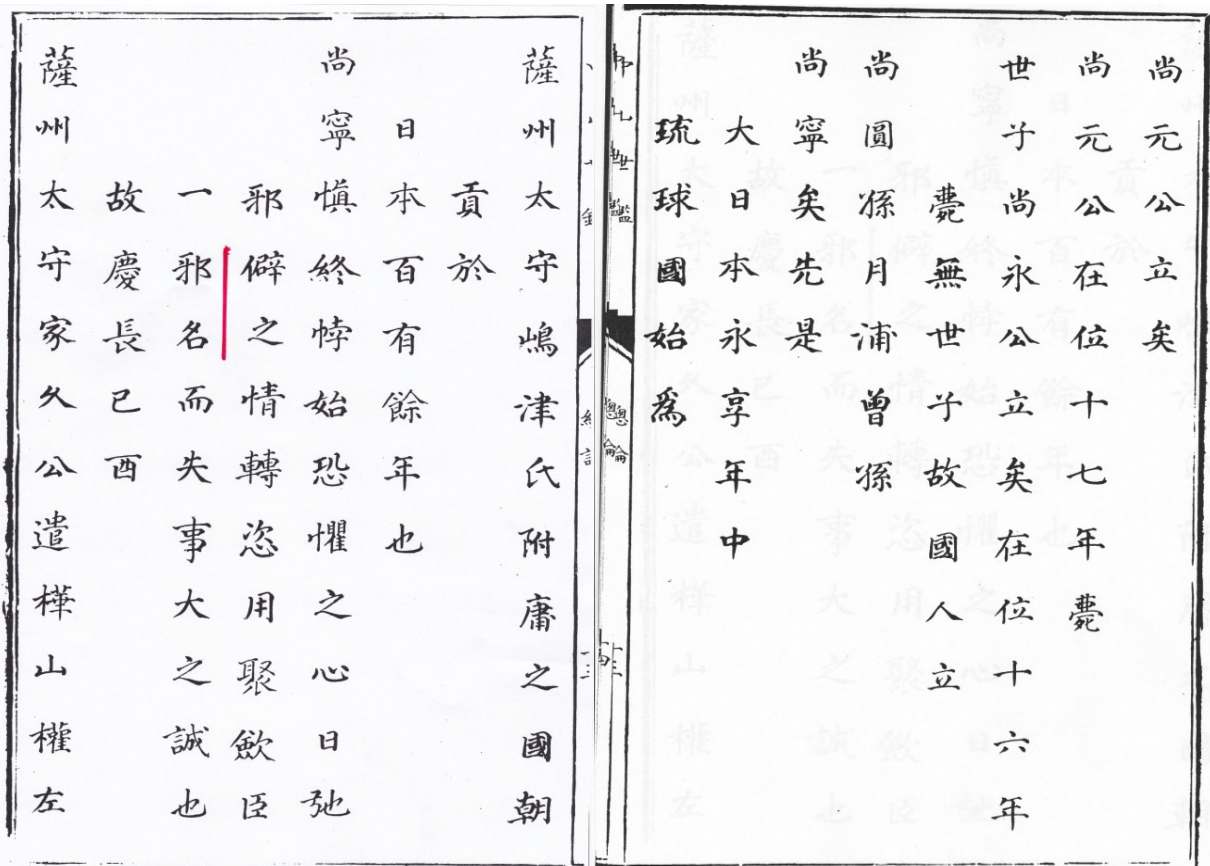 尚元公立矣
尚元公在位十七年薨
世子尚永公立矣在位十六年
薨無世子故國人立
尚圓孫月浦曾孫
尚寧矣先是
大日本永享年中
琉球國始爲
總論
薩州太守嶋津氏附庸之國朝
貢於
日本百有餘年也
尚寧慎終悖始恐懼之心日弛
邪僻之情轉恣用聚歛臣
一邪名而失事大之誠也
故慶長已酉
薩州太守家久公遣樺山權左